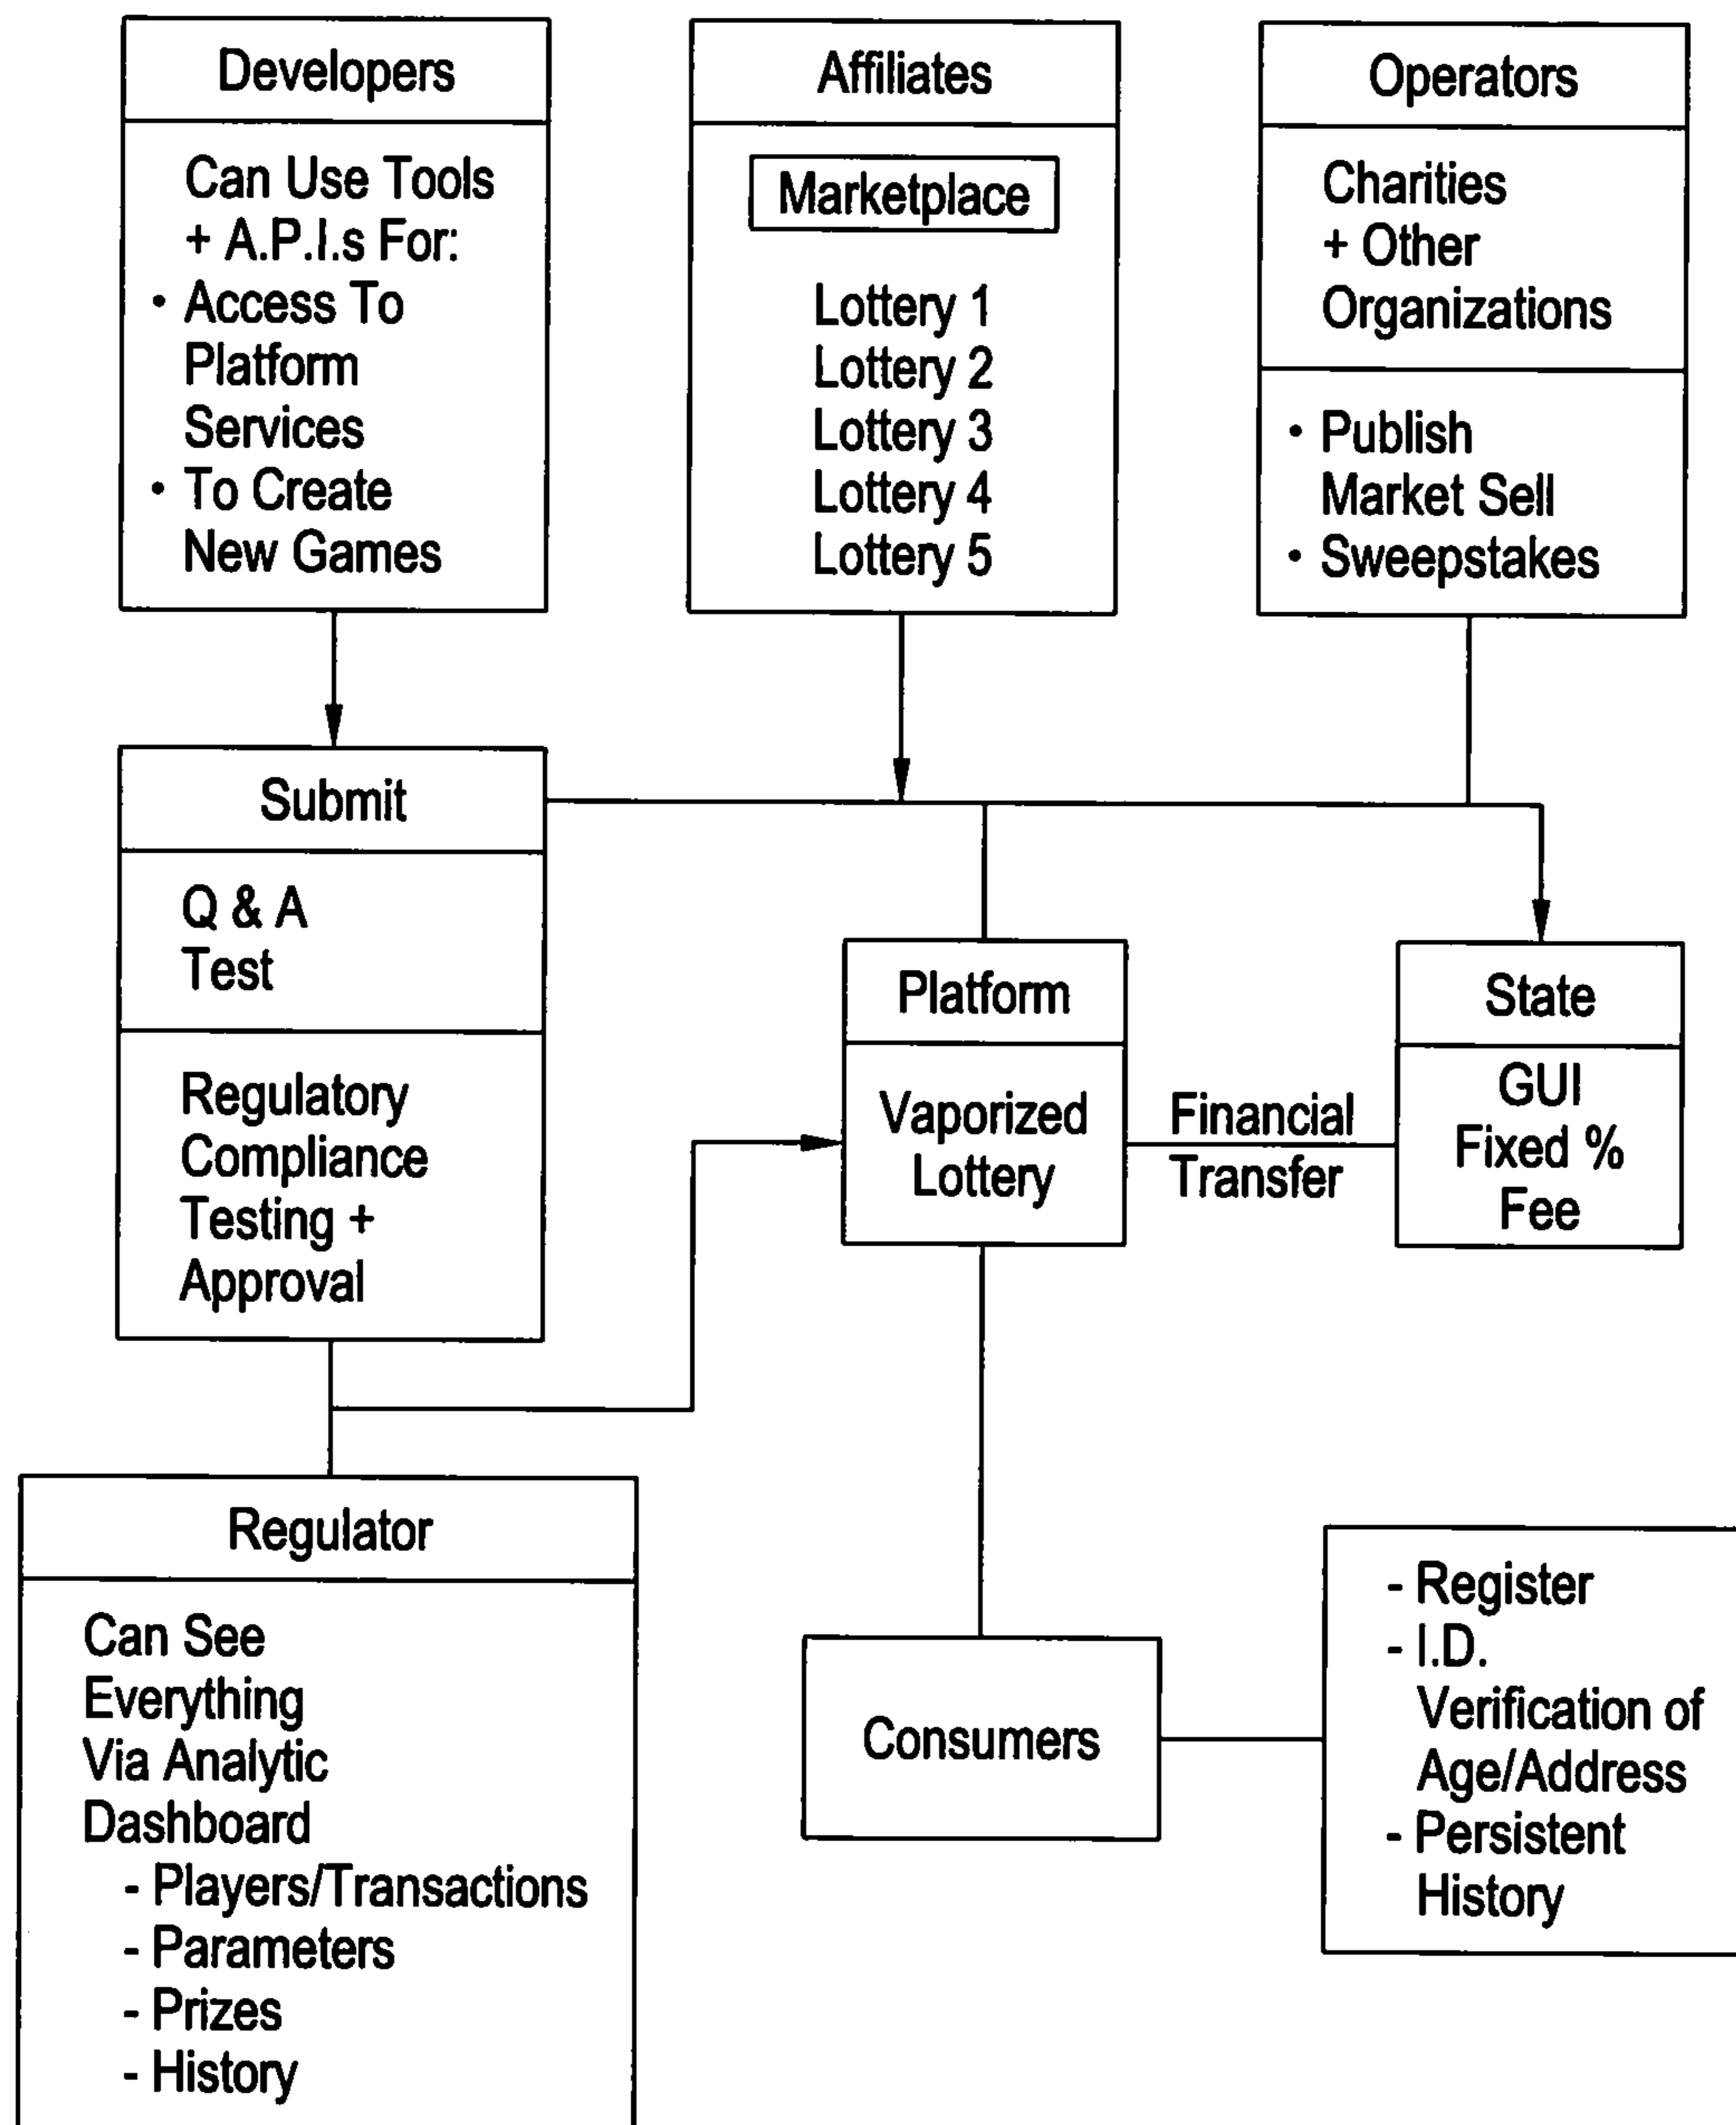 Developers
Can Use Tools
+ A.P.I.s For:
• Access To
Platform
Services
• To Create
New Games
Affiliates
Marketplace
Lottery 1
Lottery 2
Lottery 3
Lottery 4
Lottery 5
Operators
Charities
+ Other
Organizations
• Publish
Market Sell
• Sweepstakes
Submit
Q & A
Test
Regulatory
Compliance
Testing +
Approval
Platform
Vaporized
Lottery
Financial
Transfer
State
GUI
Fixed %
Fee
Regulator
Can See
Everything
Via Analytic
Dashboard
- Players/Transactions
- Parameters
- Prizes
- History
Consumers
- Register
- I.D.
Verification of
Age/Address
- Persistent
History